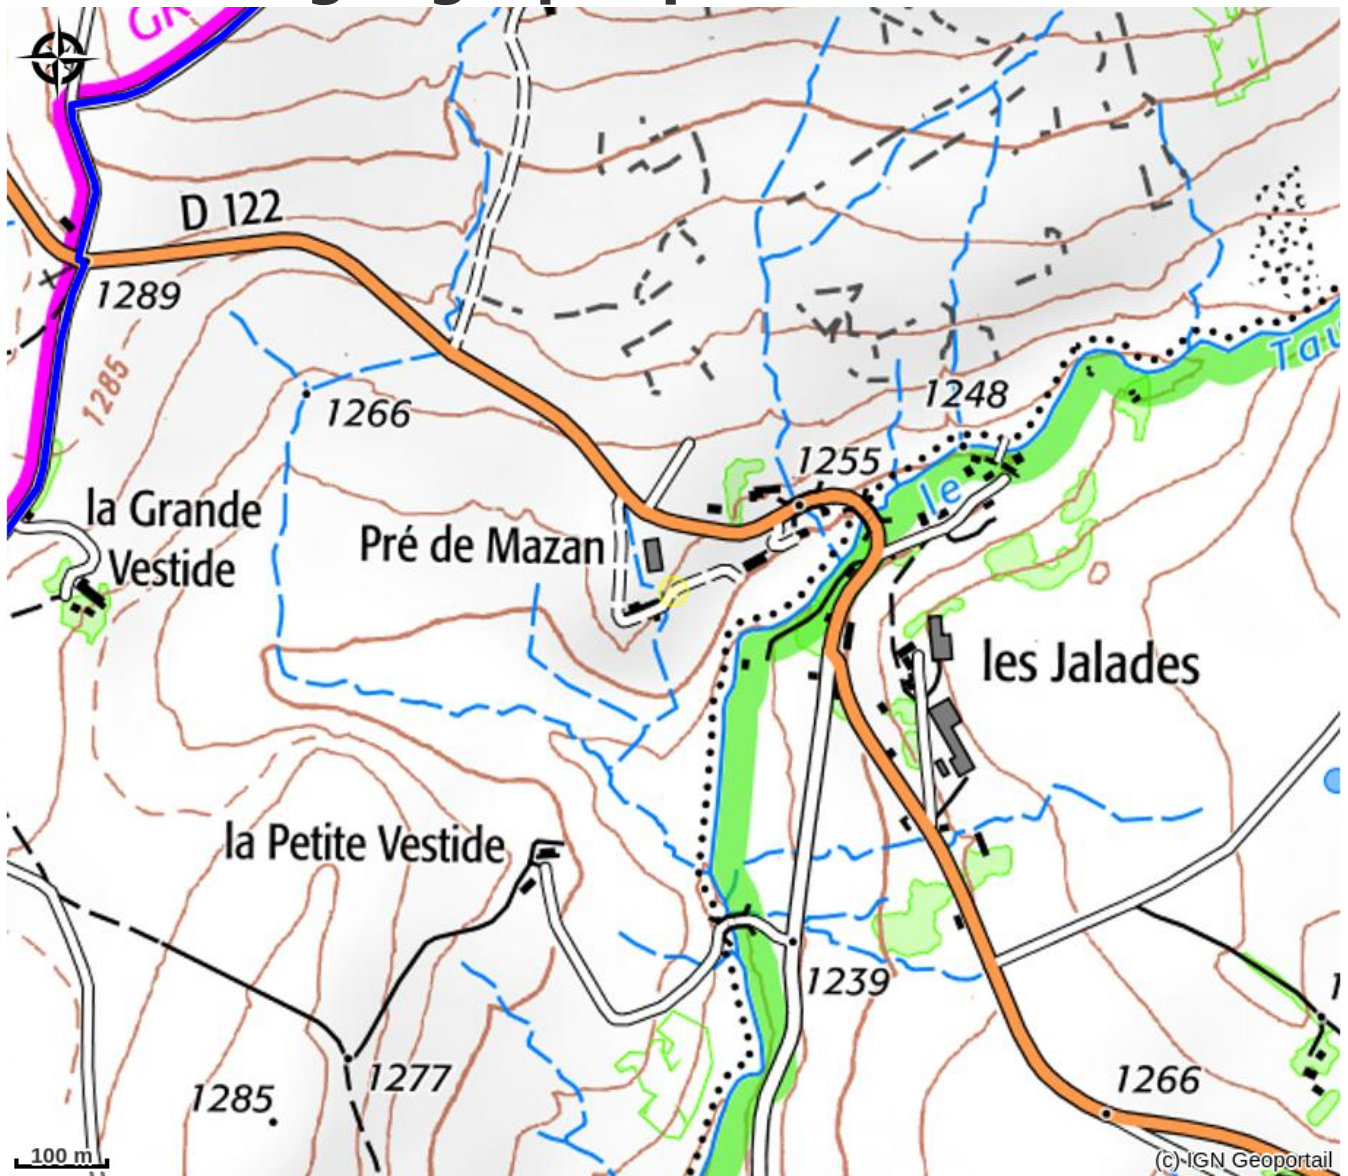 GR
D 122
1289
1285
1266
1248
1255
Tau
le
la Grande
Vestide
Pré de Mazan
les Jalades
la Petite Vestide
1239
1277
1285
1266
100 m
(c) IGN Geoportail